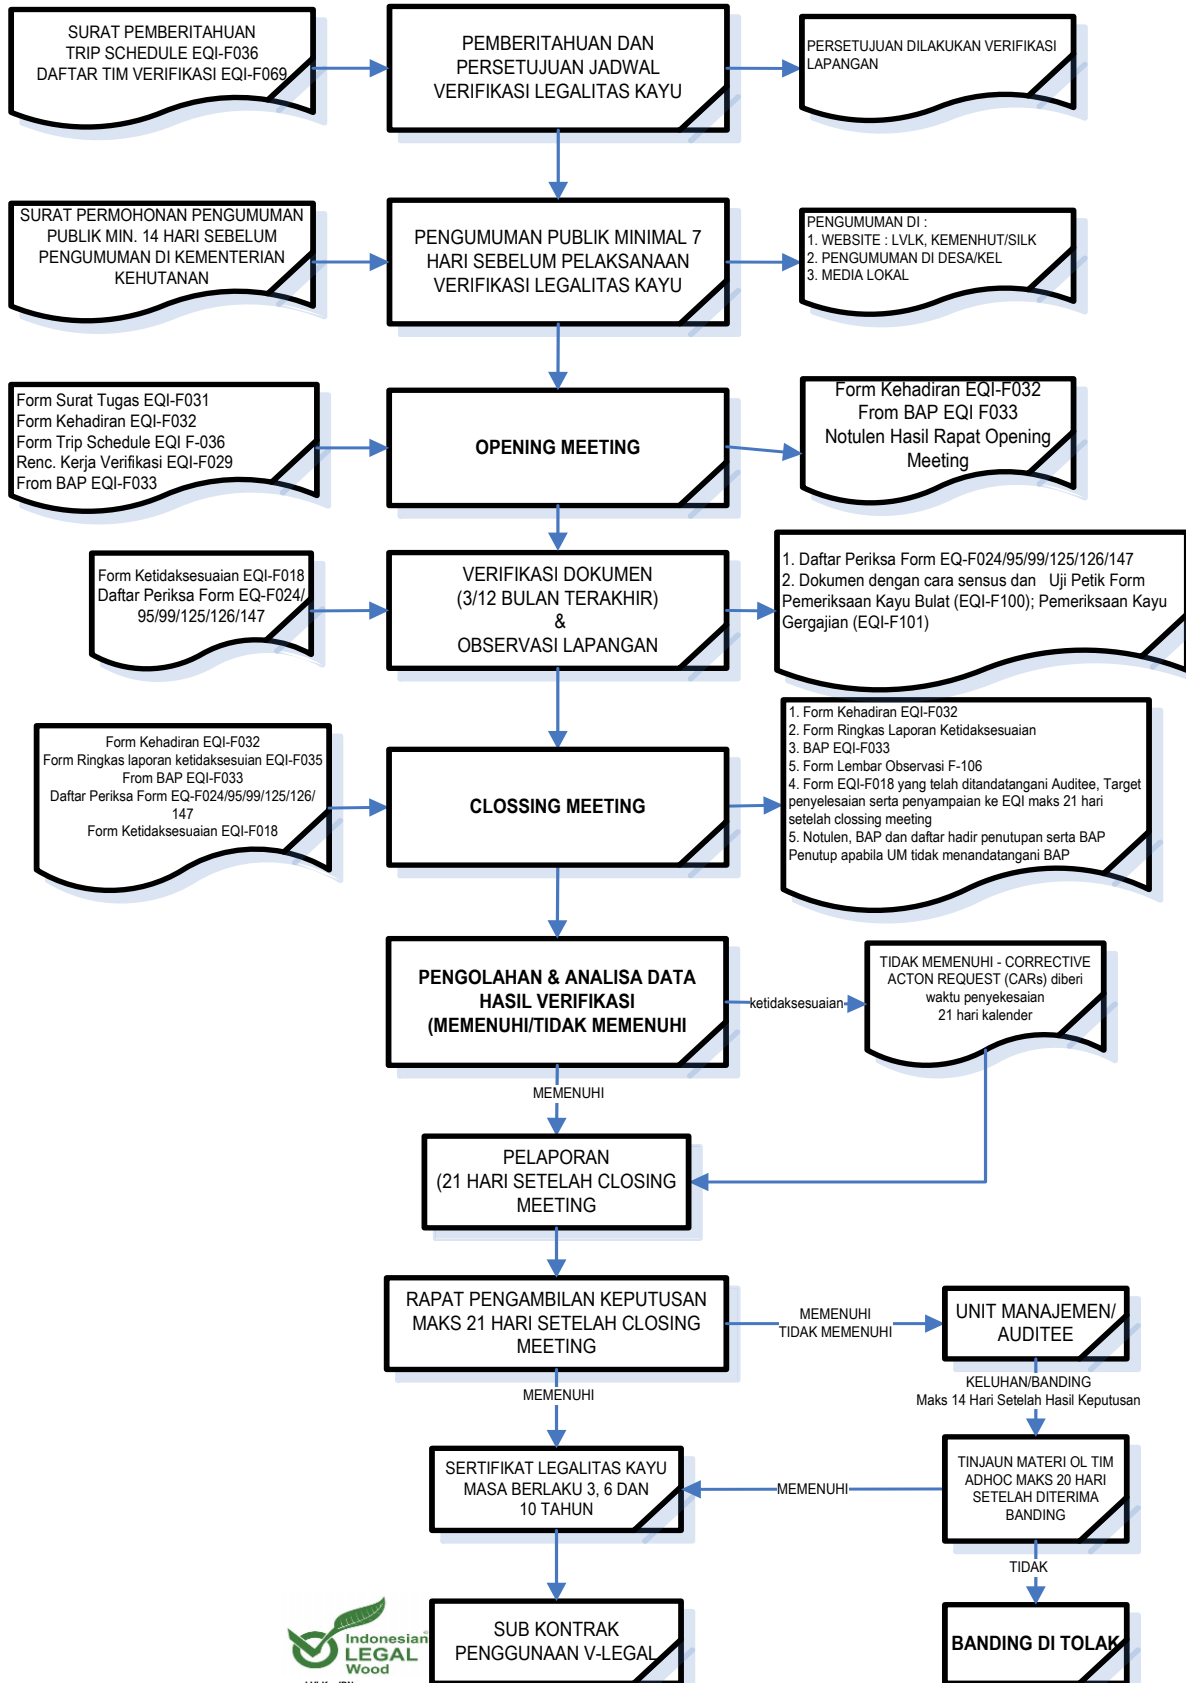 SURAT PEMBERITAHUAN
TRIP SCHEDULE EQI-F036
DAFTAR TIM VERIFIKASI EQI-F069
PEMBERITAHUAN DAN
PERSETUJUAN JADWAL
VERIFIKASI LEGALITAS KAYU
PERSETUJUAN DILAKUKAN VERIFIKASI
LAPANGAN
SURAT PERMOHONAN PENGUMUMAN
PUBLIK MIN. 14 HARI SEBELUM
PENGUMUMAN DI KEMENTERIAN
KEHUTANAN
PENGUMUMAN PUBLIK MINIMAL 7
HARI SEBELUM PELAKSANAAN
VERIFIKASI LEGALITAS KAYU
PENGUMUMAN DI :
1. WEBSITE : LVLK, KEMENHUT/SILK
2. PENGUMUMAN DI DESA/KEL
3. MEDIA LOKAL
Form Surat Tugas EQI-F031
Form Kehadiran EQI-F032
Form Trip Schedule EQI F-036
Renc. Kerja Verifikasi EQI-F029
From BAP EQI-F033
OPENING MEETING
Form Kehadiran EQI-F032
From BAP EQI F033
Notulen Hasil Rapat Opening
Meeting
Form Ketidaksesuaian EQI-F018
Daftar Periksa Form EQ-F024/
95/99/125/126/147
VERIFIKASI DOKUMEN
(3/12 BULAN TERAKHIR)
&
OBSERVASI LAPANGAN
1. Daftar Periksa Form EQ-F024/95/99/125/126/147
2. Dokumen dengan cara sensus dan Uji Petik Form
Pemeriksaan Kayu Bulat (EQI-F100); Pemeriksaan Kayu
Gergajian (EQI-F101)
Form Kehadiran EQI-F032
Form Ringkas laporan ketidaksesuian EQI-F035
From BAP EQI-F033
Daftar Periksa Form EQ-F024/95/99/125/126/
147
Form Ketidaksesuaian EQI-F018
CLOSSING MEETING
1. Form Kehadiran EQI-F032
2. Form Ringkas Laporan Ketidaksesuaian
3. BAP EQI-F033
5. Form Lembar Observasi F-106
4. Form EQI-F018 yang telah ditandatangani Auditee, Target
penyelesaian serta penyampaian ke EQI maks 21 hari
setelah clossing meeting
5. Notulen, BAP dan daftar hadir penutupan serta BAP
Penutup apabila UM tidak menandatangani BAP
PENGOLAHAN & ANALISA DATA
HASIL VERIFIKASI
(MEMENUHI/TIDAK MEMENUHI
ketidaksesuaian
TIDAK MEMENUHI - CORRECTIVE
ACTON REQUEST (CARs) diberi
waktu penyekesaian
21 hari kalender
MEMENUHI
PELAPORAN
(21 HARI SETELAH CLOSING
MEETING
RAPAT PENGAMBILAN KEPUTUSAN
MAKS 21 HARI SETELAH CLOSING
MEETING
MEMENUHI
TIDAK MEMENUHI
UNIT MANAJEMEN/
AUDITEE
MEMENUHI
KELUHAN/BANDING
Maks 14 Hari Setelah Hasil Keputusan
SERTIFIKAT LEGALITAS KAYU
MASA BERLAKU 3, 6 DAN
10 TAHUN
MEMENUHI
TINJAUN MATERI OL TIM
ADHOC MAKS 20 HARI
SETELAH DITERIMA
BANDING
TIDAK
Indonesian
LEGAL
Wood
SUB KONTRAK
PENGGUNAAN V-LEGAL
BANDING DI TOLAK